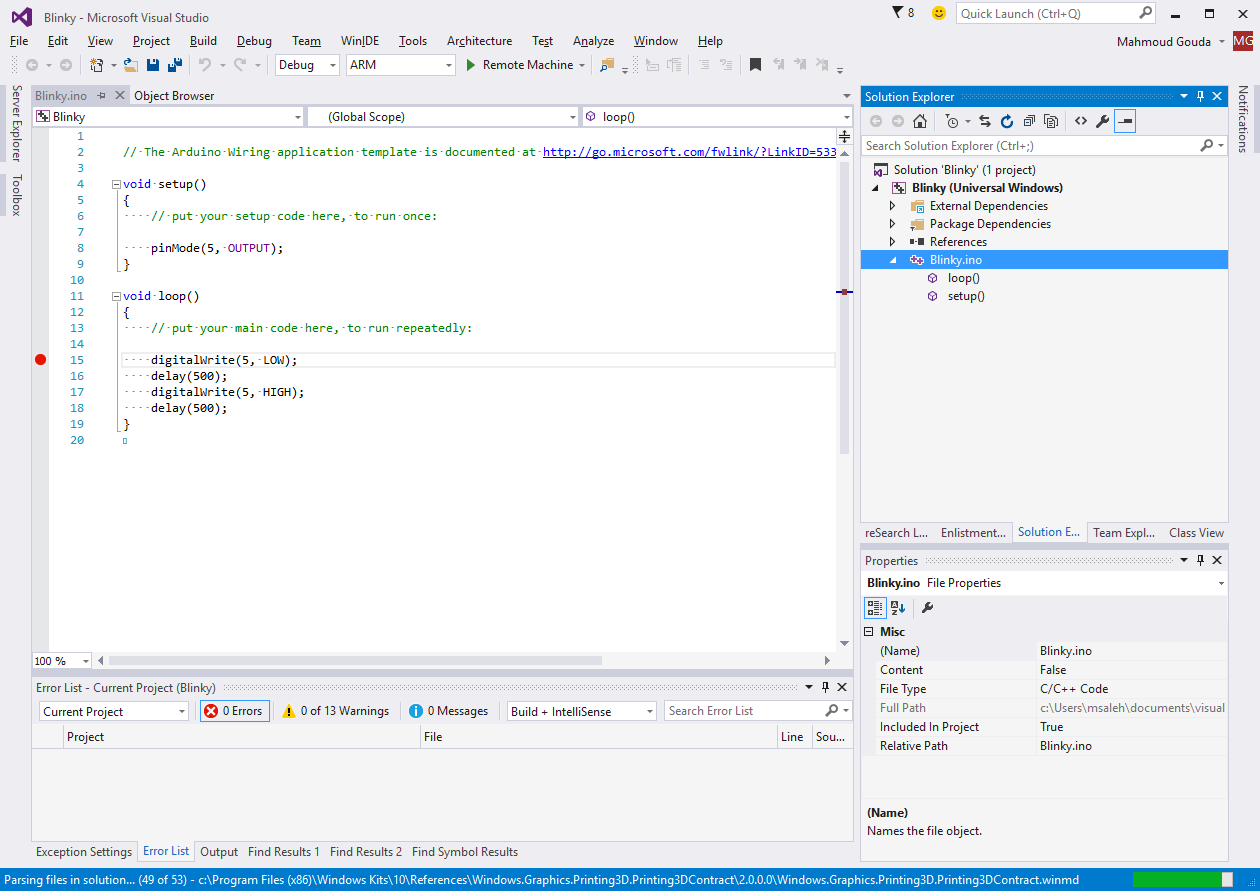 Blinky - Microsoft Visual Studio
8
Quick Launch (Ctrl+Q)
File Edit View Project Build Debug Team WinIDE Tools Architecture Test Analyze Window Help
Mahmoud Gouda MG
Debug ARM Remote Machine
Server Explorer
Toolbox
Notifications
Blinky.ino Object Browser
Blinky (Global Scope) loop()
1
2 // The Arduino Wiring application template is documented at http://go.microsoft.com/fwlink/?LinkID=533
3
4 void setup()
5 {
6 // put your setup code here, to run once:
7
8 pinMode(5, OUTPUT);
9 }
10
11 void loop()
12 {
13 // put your main code here, to run repeatedly:
14
15 digitalWrite(5, LOW);
16 delay(500);
17 digitalWrite(5, HIGH);
18 delay(500);
19 }
20
100 %
Solution Explorer
Search Solution Explorer (Ctrl+;)
Solution 'Blinky' (1 project)
Blinky (Universal Windows)
External Dependencies
Package Dependencies
References
Blinky.ino
loop()
setup()
reSearch L... Enlistment... Solution E... Team Expl... Class View
Properties
Blinky.ino File Properties
Misc
(Name) Blinky.ino
Content False
File Type C/C++ Code
Full Path c:\Users\msaleh\documents\visual
Included In Project True
Relative Path Blinky.ino
(Name)
Names the file object.
Error List - Current Project (Blinky)
Current Project 0 Errors 0 of 13 Warnings 0 Messages Build + IntelliSense Search Error List
Project File Line Sou...
Exception Settings Error List Output Find Results 1 Find Results 2 Find Symbol Results
Parsing files in solution... (49 of 53) - c:\Program Files (x86)\Windows Kits\10\References\Windows.Graphics.Printing3D.Printing3DContract\2.0.0.0\Windows.Graphics.Printing3D.Printing3DContract.winmd